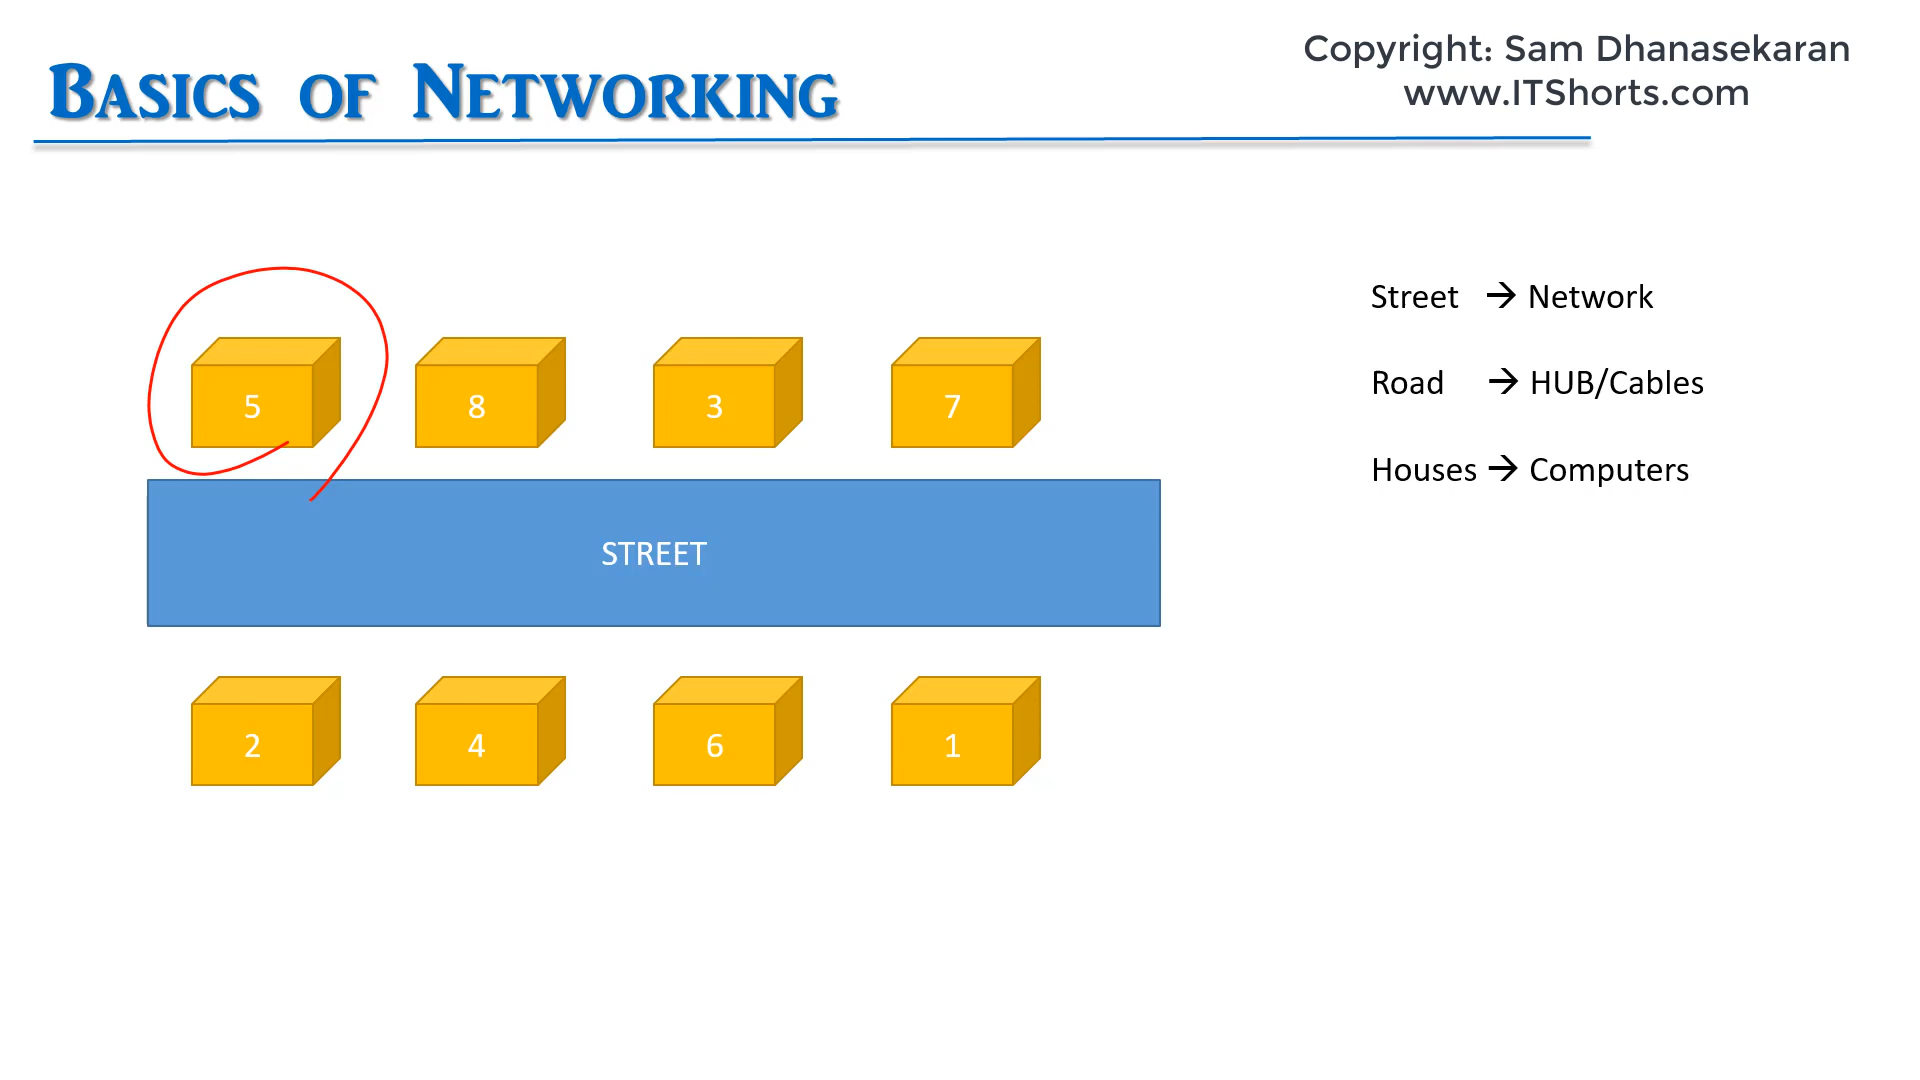 Basics of Networking
Copyright: Sam Dhanasekaran
www.ITShorts.com
Street → Network
Road → HUB/Cables
Houses → Computers
5 8 3 7
STREET
2 4 6 1